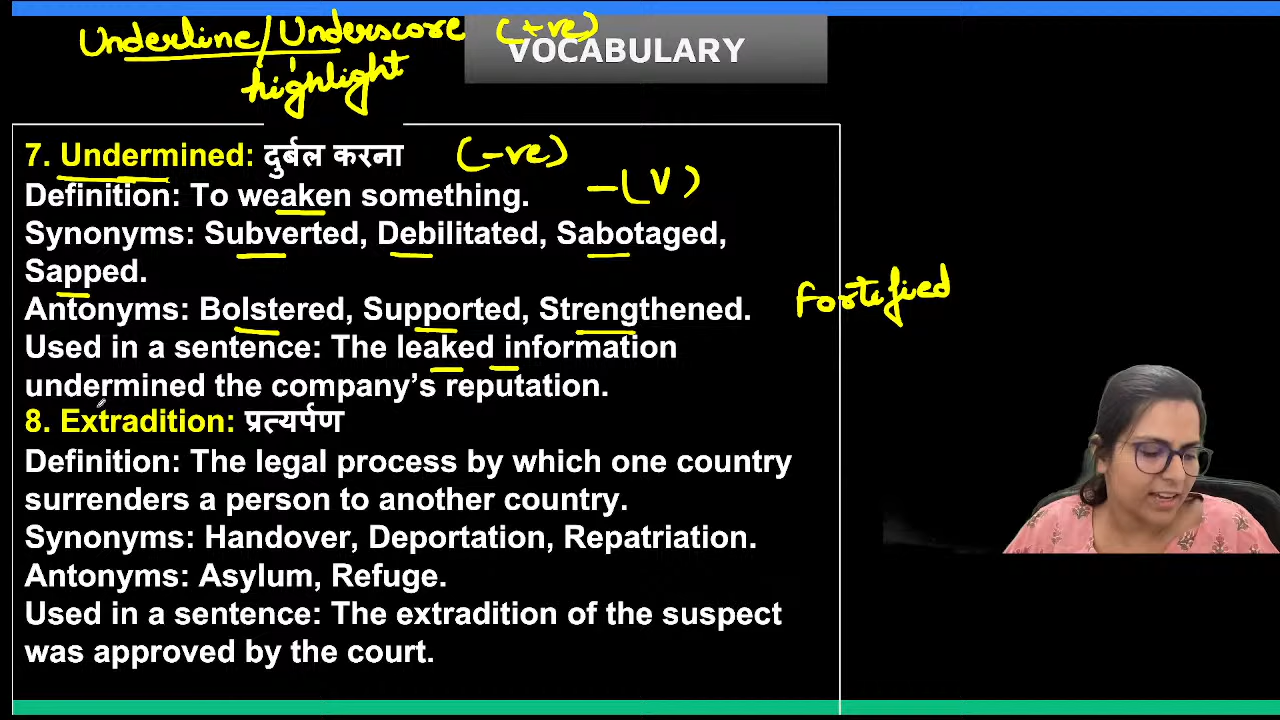 Underline/Underscore (+ve)
highlight
VOCABULARY
7. Undermined: दुर्बल करना (-ve)
Definition: To weaken something. -(V)
Synonyms: Subverted, Debilitated, Sabotaged,
Sapped.
Antonyms: Bolstered, Supported, Strengthened. Fortefied
Used in a sentence: The leaked information
undermined the company’s reputation.
8. Extradition: प्रत्यर्पण
Definition: The legal process by which one country
surrenders a person to another country.
Synonyms: Handover, Deportation, Repatriation.
Antonyms: Asylum, Refuge.
Used in a sentence: The extradition of the suspect
was approved by the court.